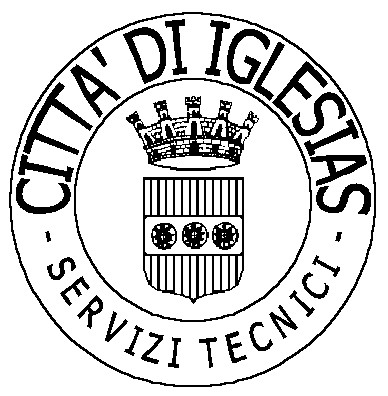 CITTA' DI IGLESIAS
- SERVIZI TECNICI -